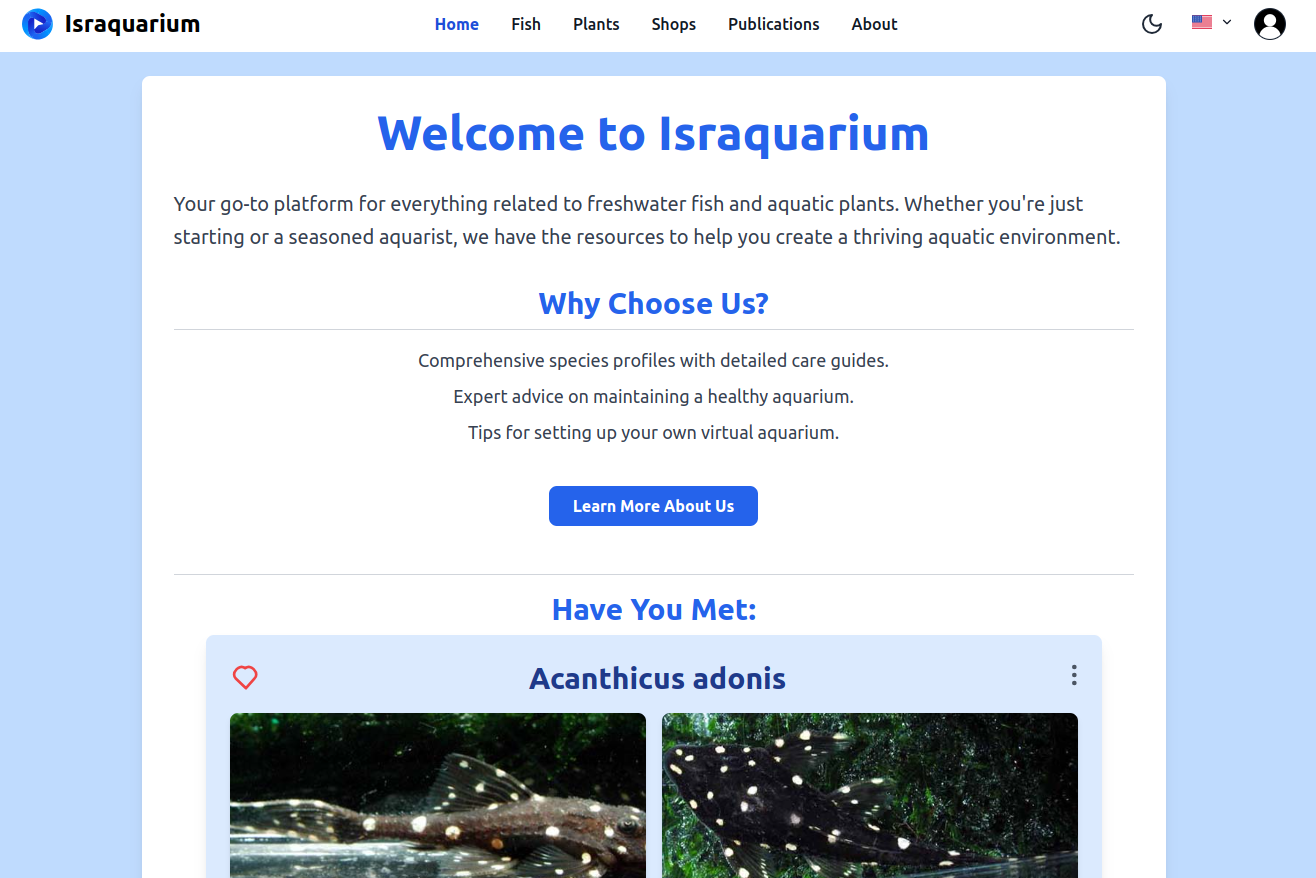 Israquarium
Home Fish Plants Shops Publications About
Welcome to Israquarium
Your go-to platform for everything related to freshwater fish and aquatic plants. Whether you're just
starting or a seasoned aquarist, we have the resources to help you create a thriving aquatic environment.
Why Choose Us?
Comprehensive species profiles with detailed care guides.
Expert advice on maintaining a healthy aquarium.
Tips for setting up your own virtual aquarium.
Learn More About Us
Have You Met:
Acanthicus adonis